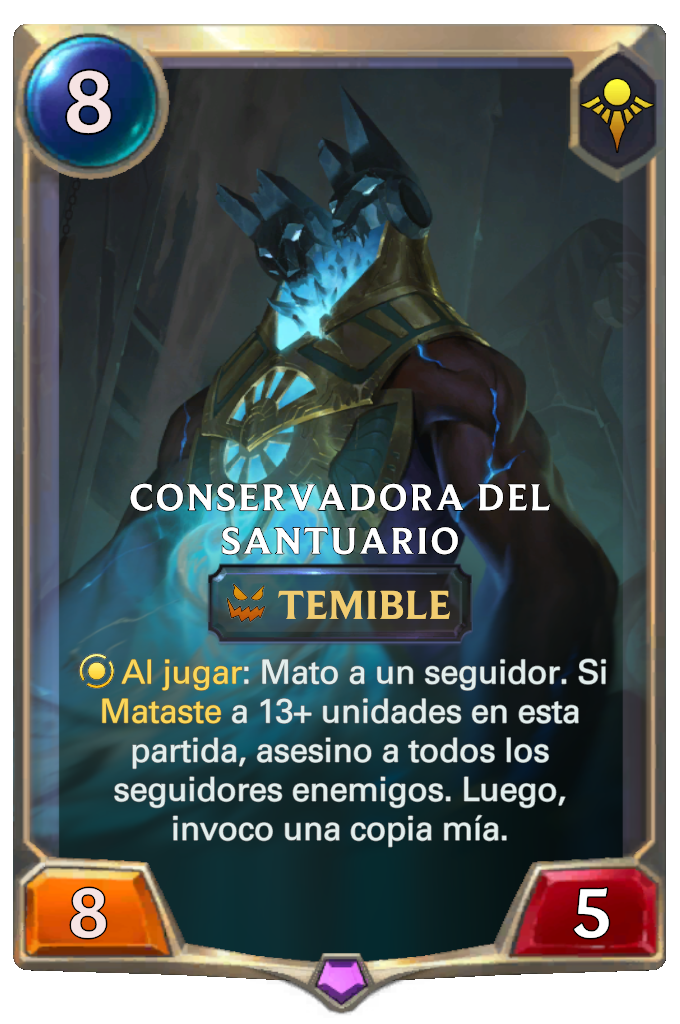 8
CONSERVADORA DEL
SANTUARIO
TEMIBLE
Al jugar: Mato a un seguidor. Si
Mataste a 13+ unidades en esta
partida, asesino a todos los
seguidores enemigos. Luego,
invoco una copia mía.
8
5